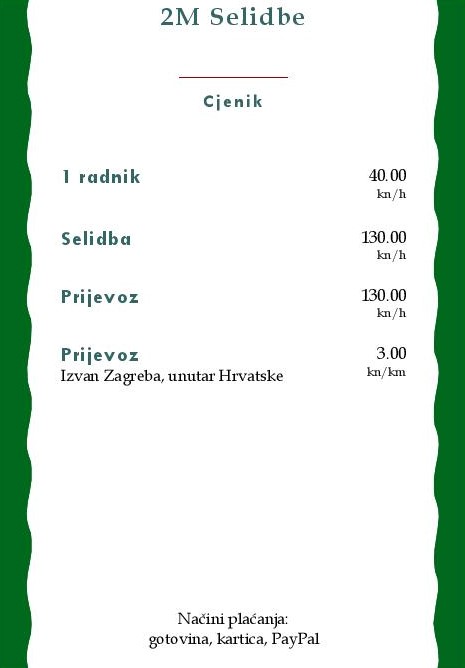 2M Selidbe
Cjenik
1 radnik 40.00
kn/h
Selidba 130.00
kn/h
Prijevoz 130.00
kn/h
Prijevoz 3.00
Izvan Zagreba, unutar Hrvatske kn/km
Načini plaćanja:
gotovina, kartica, PayPal